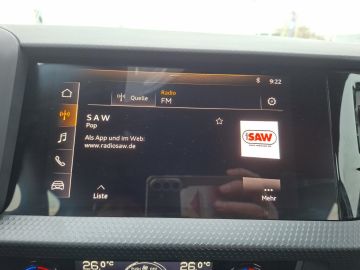 9:22
Quelle
Radio
FM
S A W
Pop
Als App und im Web:
www.radiosaw.de
SAW
Liste
Mehr
26.0
26.0